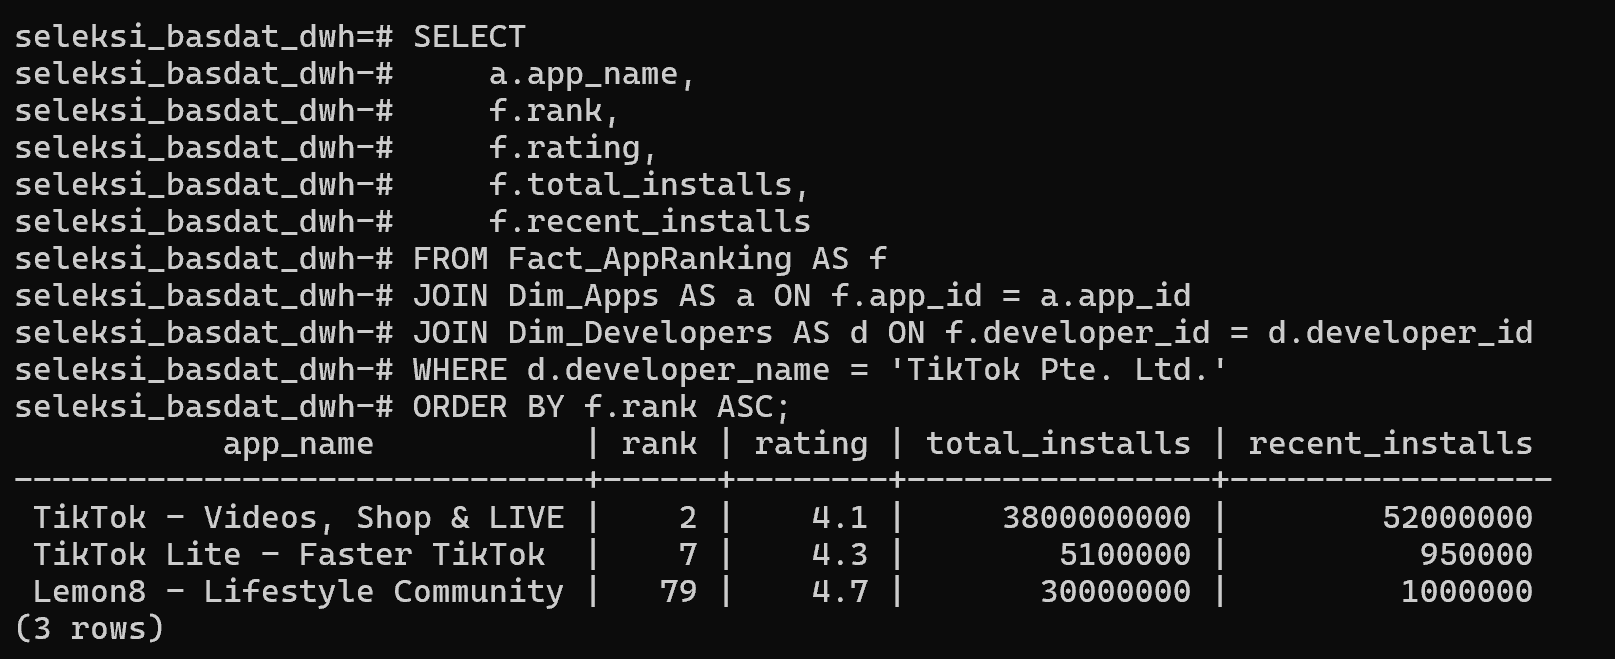 seleksi_basdat_dwh=# SELECT
seleksi_basdat_dwh-#     a.app_name,
seleksi_basdat_dwh-#     f.rank,
seleksi_basdat_dwh-#     f.rating,
seleksi_basdat_dwh-#     f.total_installs,
seleksi_basdat_dwh-#     f.recent_installs
seleksi_basdat_dwh-# FROM Fact_AppRanking AS f
seleksi_basdat_dwh-# JOIN Dim_Apps AS a ON f.app_id = a.app_id
seleksi_basdat_dwh-# JOIN Dim_Developers AS d ON f.developer_id = d.developer_id
seleksi_basdat_dwh-# WHERE d.developer_name = 'TikTok Pte. Ltd.'
seleksi_basdat_dwh-# ORDER BY f.rank ASC;
           app_name           | rank | rating | total_installs | recent_installs
------------------------------+------+--------+----------------+-----------------
 TikTok - Videos, Shop & LIVE |    2 |    4.1 |     3800000000 |        52000000
 TikTok Lite - Faster TikTok  |    7 |    4.3 |        5100000 |          950000
 Lemon8 - Lifestyle Community |   79 |    4.7 |       30000000 |         1000000
(3 rows)